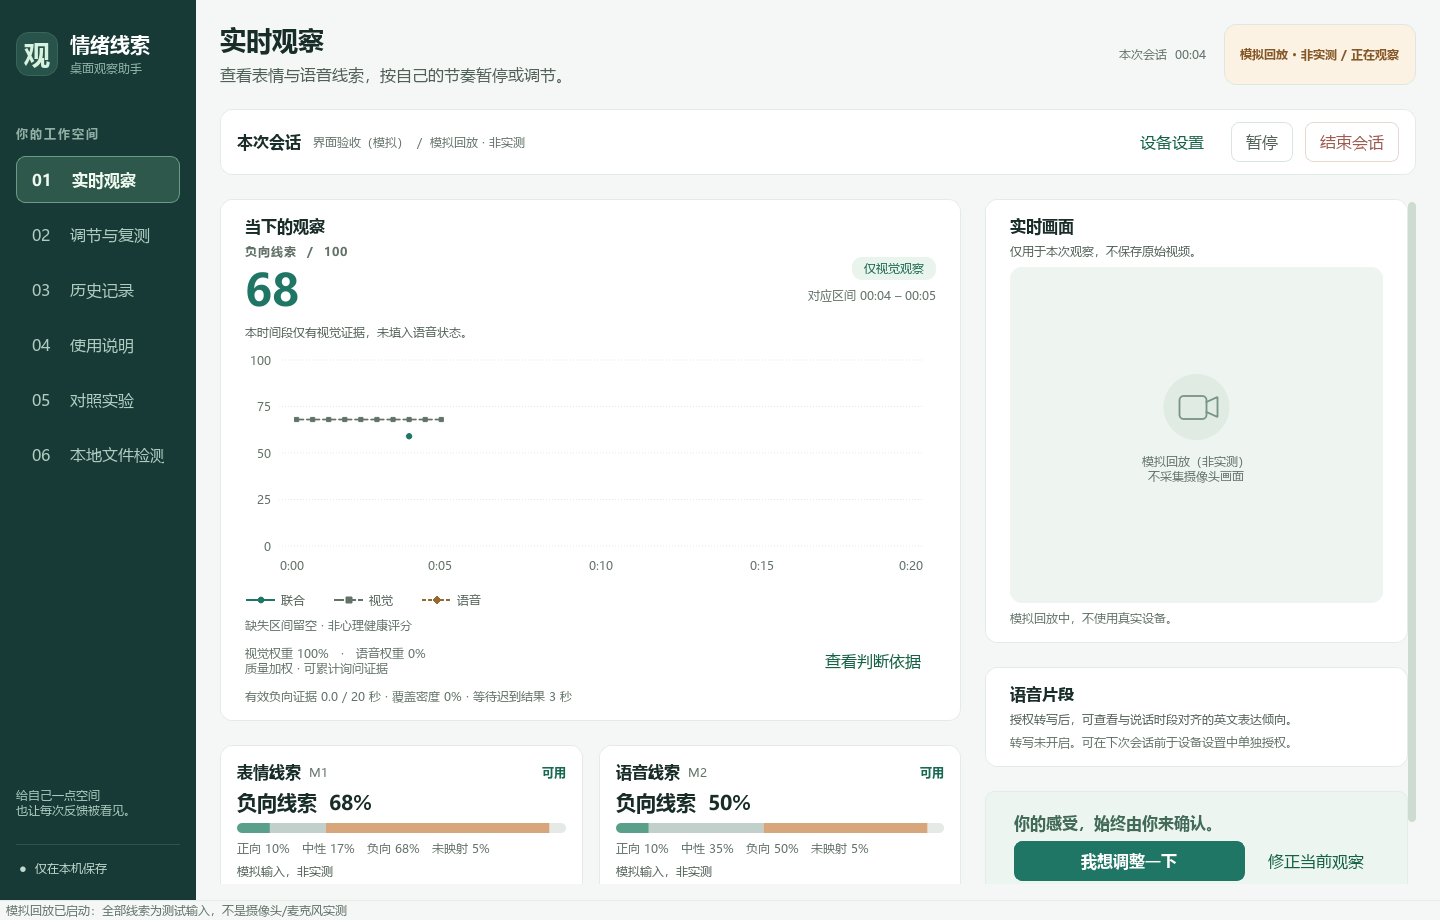 观
情绪线索
桌面观察助手
你的工作空间
01 实时观察
02 调节与复测
03 历史记录
04 使用说明
05 对照实验
06 本地文件检测
给自己一点空间
也让每次反馈被看见。
仅在本机保存
实时观察
查看表情与语音线索，按自己的节奏暂停或调节。
本次会话 00:04
模拟回放 · 非实测 / 正在观察
本次会话 界面验收（模拟） / 模拟回放 · 非实测
设备设置
暂停
结束会话
当下的观察
负向线索 / 100
68
仅视觉观察
对应区间 00:04 – 00:05
本时间段仅有视觉证据，未填入语音状态。
100
75
50
25
0
0:00 0:05 0:10 0:15 0:20
联合 视觉 语音
缺失区间留空 · 非心理健康评分
视觉权重 100% · 语音权重 0%
质量加权 · 可累计询问证据
查看判断依据
有效负向证据 0.0 / 20 秒 · 覆盖密度 0% · 等待迟到结果 3 秒
表情线索 M1 可用
负向线索 68%
正向 10% 中性 17% 负向 68% 未映射 5%
模拟输入，非实测
语音线索 M2 可用
负向线索 50%
正向 10% 中性 35% 负向 50% 未映射 5%
模拟输入，非实测
实时画面
仅用于本次观察，不保存原始视频。
模拟回放（非实测）
不采集摄像头画面
模拟回放中，不使用真实设备。
语音片段
授权转写后，可查看与说话时段对齐的英文表达倾向。
转写未开启。可在下次会话前于设备设置中单独授权。
你的感受，始终由你来确认。
我想调整一下
修正当前观察
模拟回放已启动：全部线索为测试输入，不是摄像头/麦克风实测